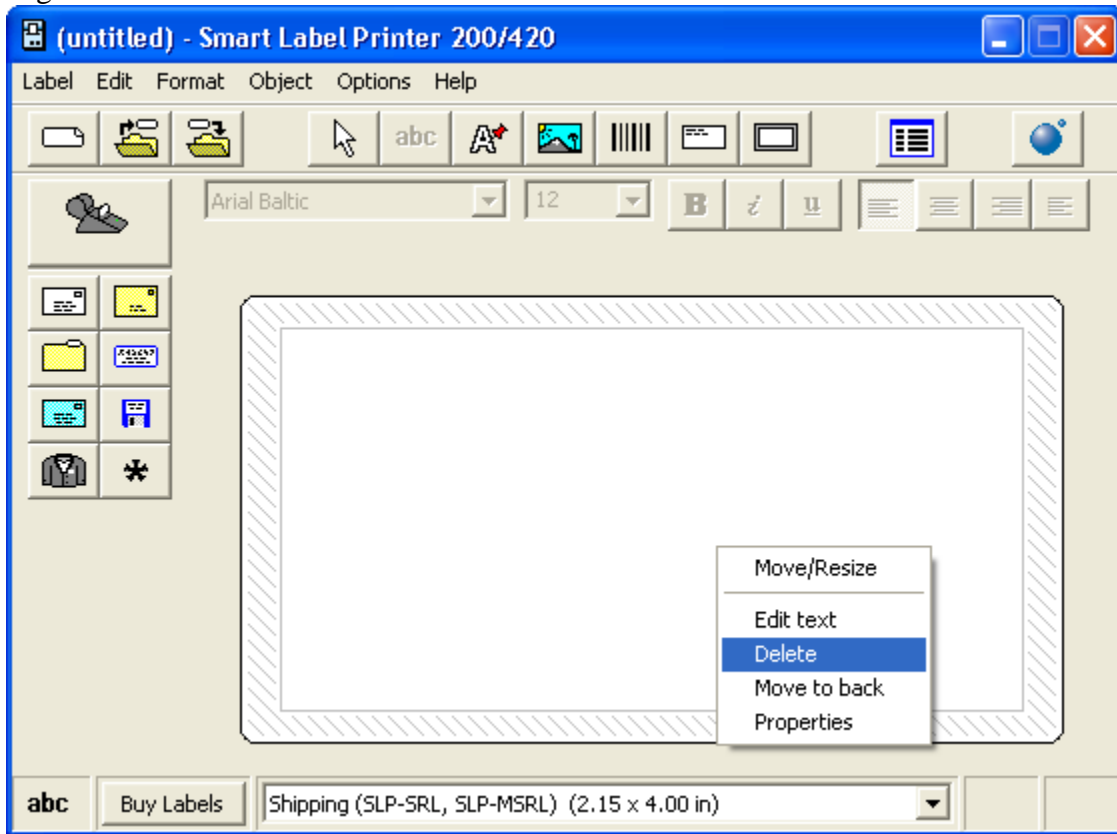 (untitled) - Smart Label Printer 200/420
Label Edit Format Object Options Help
abc
Arial Baltic 12 B i u
Move/Resize
Edit text
Delete
Move to back
Properties
abc Buy Labels Shipping (SLP-SRL, SLP-MSRL) (2.15 x 4.00 in)